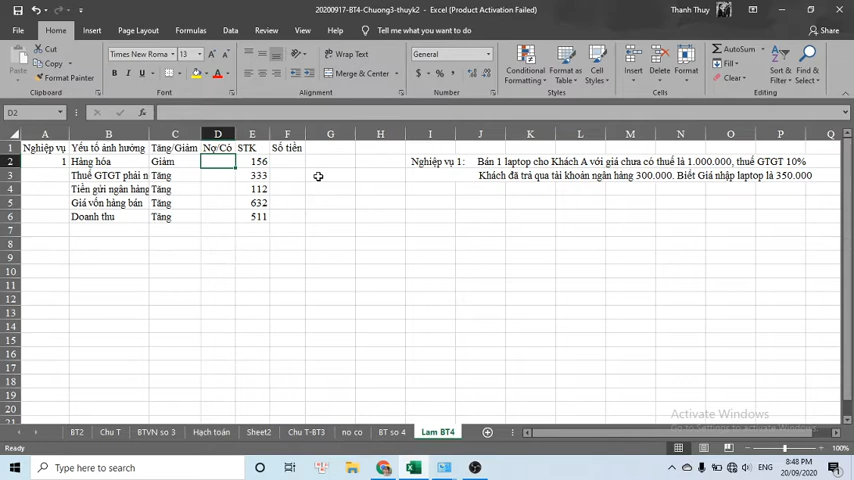 20200917-BT4-Chuong3-thuyk2 - Excel (Product Activation Failed)
Thanh Thuy
File Home Insert Page Layout Formulas Data Review View Help Tell me what you want to do Share
Cut
Copy
Format Painter
Paste
Clipboard
Times New Roma 13
B I U
Font
Wrap Text
Merge & Center
Alignment
General
$ % ,
Number
Conditional Formatting
Format as Table
Cell Styles
Styles
Insert Delete Format
Cells
AutoSum
Fill
Clear
Sort & Filter
Find & Select
Editing
D2 fx
A B C D E F G H I J K L M N O P Q
1 Nghiệp vụ Yếu tố ảnh hưởng Tăng/Giảm Nợ/Có STK Số tiền
2 1 Hàng hóa Giảm 156 Nghiệp vụ 1: Bán 1 laptop cho Khách A với giá chưa có thuế là 1.000.000, thuế GTGT 10%
3 Thuế GTGT phải n Tăng 333 Khách đã trả qua tài khoản ngân hàng 300.000. Biết Giá nhập laptop là 350.000
4 Tiền gửi ngân hàng Tăng 112
5 Giá vốn hàng bán Tăng 632
6 Doanh thu Tăng 511
7
8
9
10
11
12
13
14
15
16
17
18
19
20
Activate Windows
BT2 Chu T BTVN so 3 Hạch toán Sheet2 Chu T-BT3 no co BT so 4 Lam BT4
Ready 100%
Type here to search
ENG
8:48 PM
20/09/2020